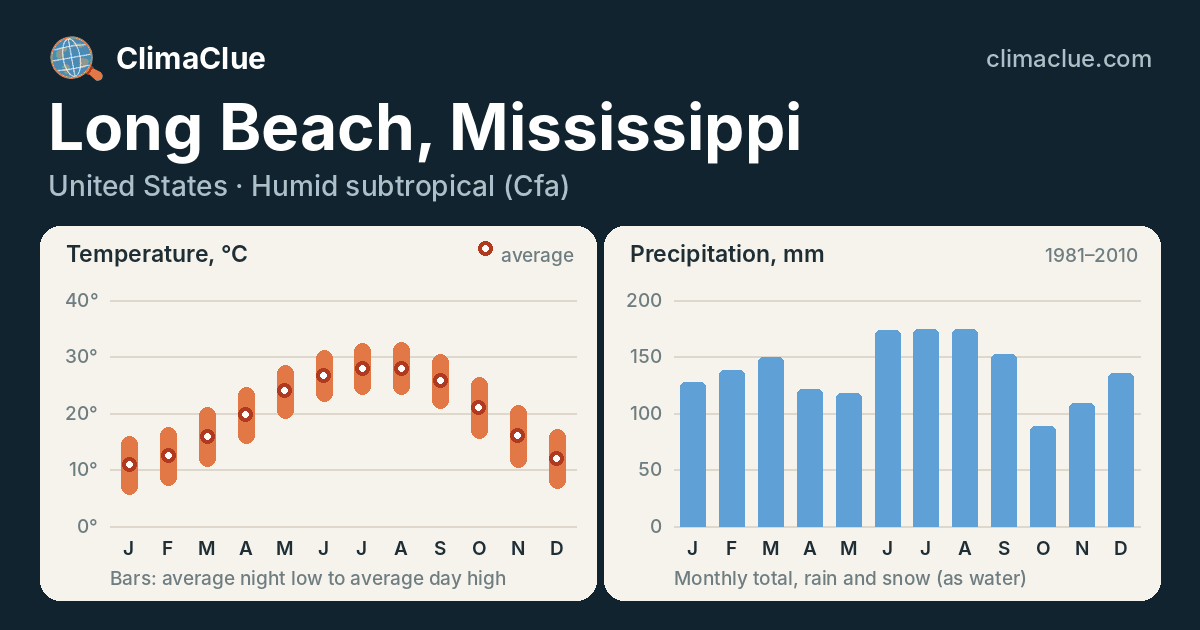 ClimaClue
climaclue.com
Long Beach, Mississippi
United States · Humid subtropical (Cfa)
Temperature, °C
average
40°
30°
20°
10°
0°
J F M A M J J A S O N D
Bars: average night low to average day high
Precipitation, mm
1981–2010
200
150
100
50
0
J F M A M J J A S O N D
Monthly total, rain and snow (as water)